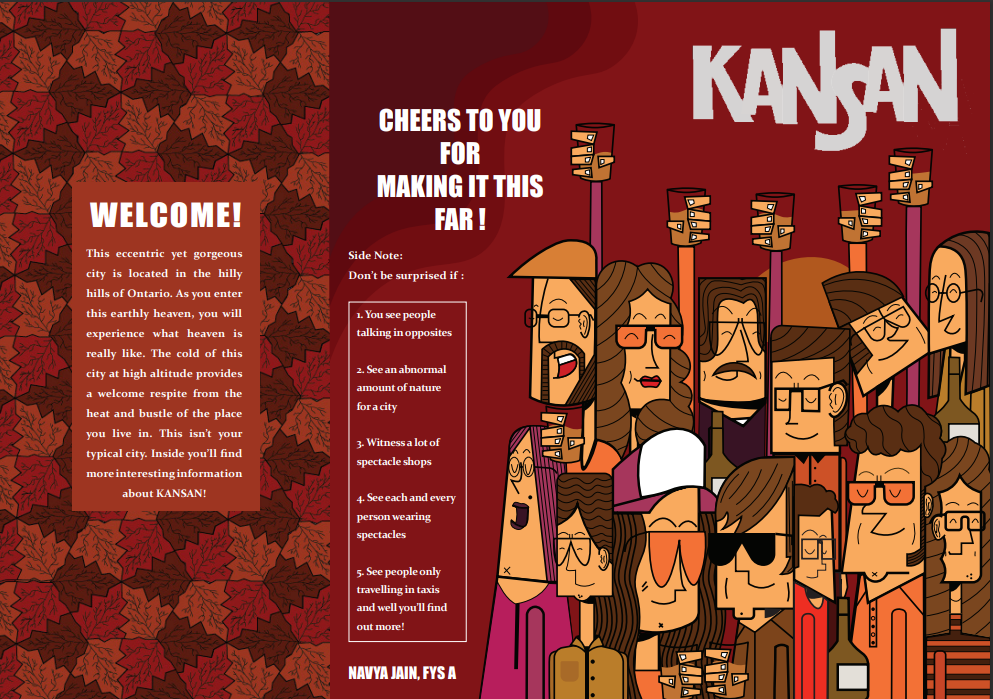 WELCOME!
This eccentric yet gorgeous
city is located in the hilly
hills of Ontario. As you enter
this earthly heaven, you will
experience what heaven is
really like. The cold of this
city at high altitude provides
a welcome respite from the
heat and bustle of the place
you live in. This isn't your
typical city. Inside you'll find
more interesting information
about KANSAN!
CHEERS TO YOU
FOR
MAKING IT THIS
FAR !
Side Note:
Don't be surprised if :
1. You see people
talking in opposites
2. See an abnormal
amount of nature
for a city
3. Witness a lot of
spectacle shops
4. See each and every
person wearing
spectacles
5. See people only
travelling in taxis
and well you'll find
out more!
NAVYA JAIN, FYS A
KANSAN